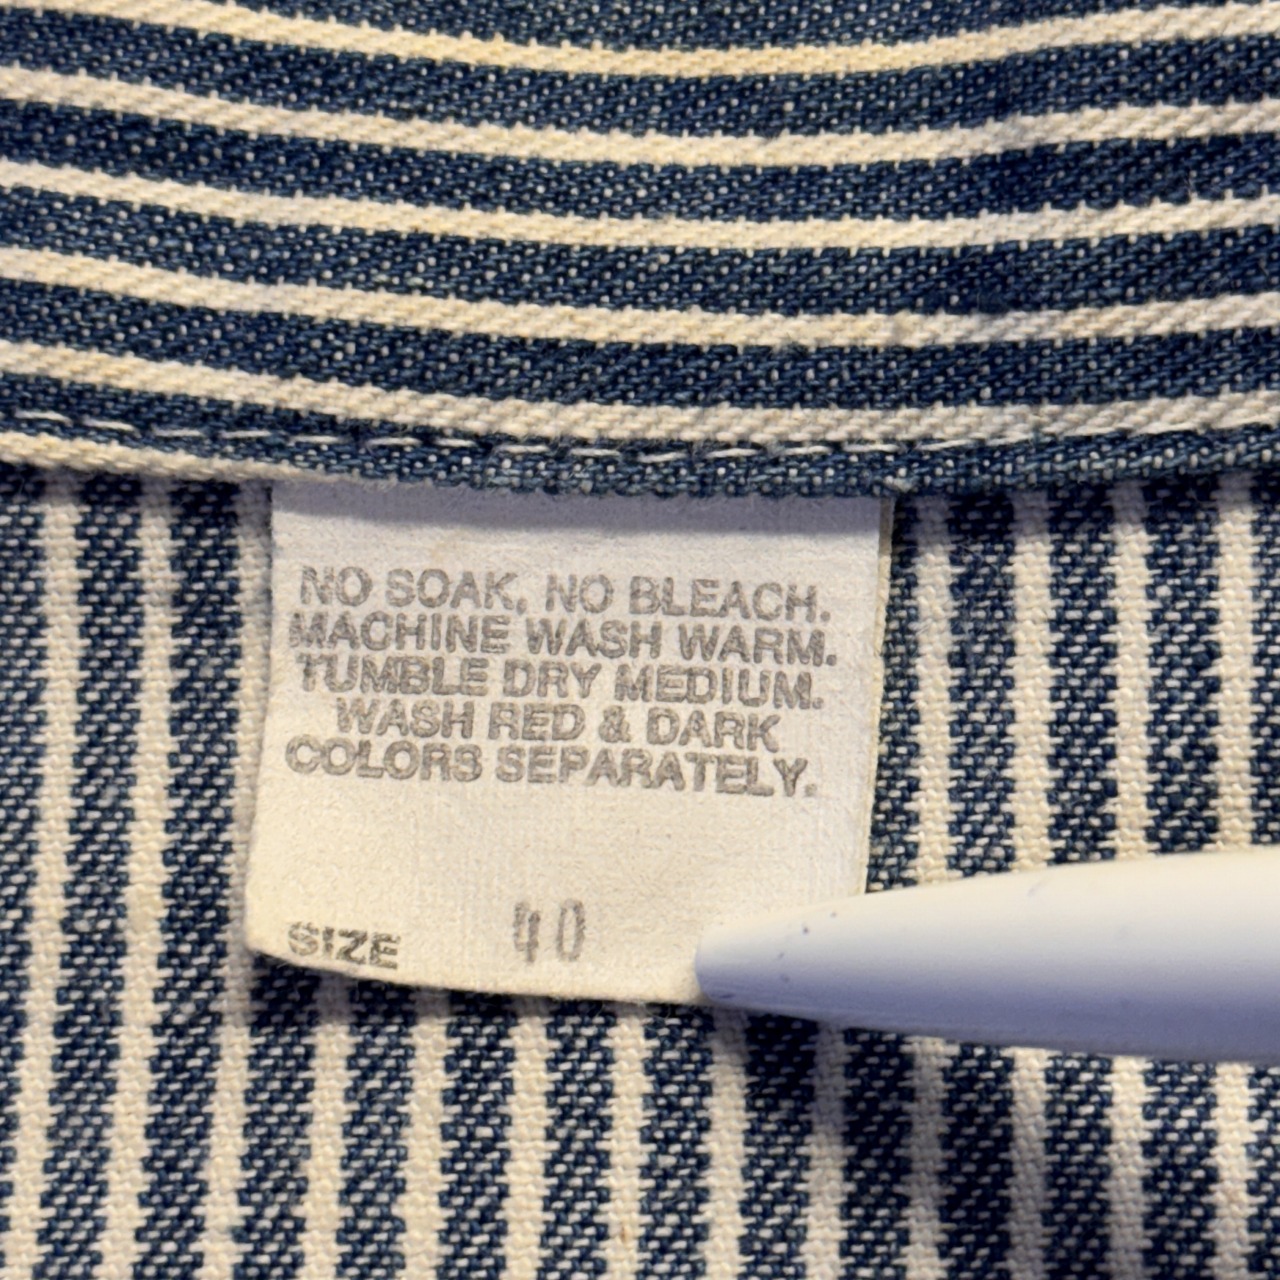 NO SOAK, NO BLEACH.
MACHINE WASH WARM.
TUMBLE DRY MEDIUM.
WASH RED & DARK
COLORS SEPARATELY.
SIZE 40